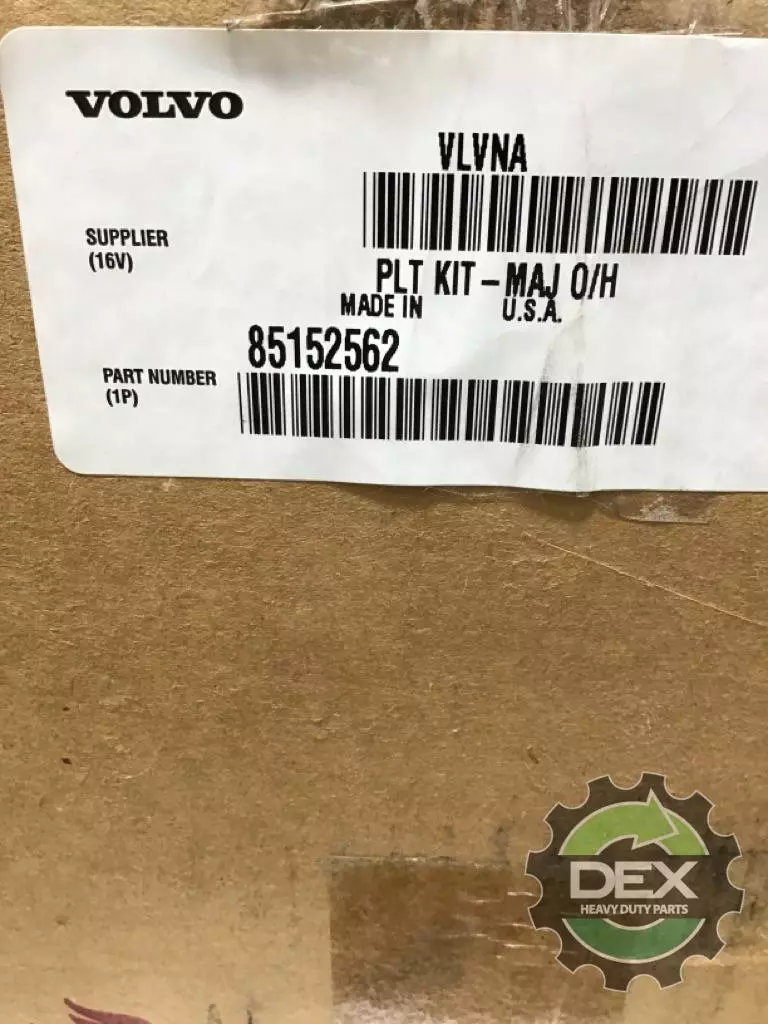 VOLVO
VLVNA
SUPPLIER
(16V)
PLT KIT - MAJ O/H
MADE IN U.S.A.
85152562
PART NUMBER
(1P)
DEX
HEAVY DUTY PARTS